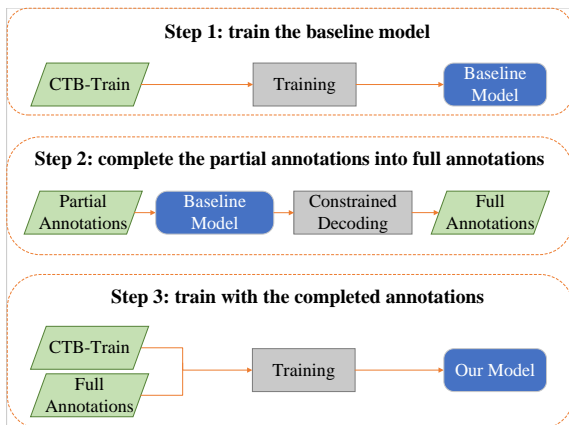 Step 1: train the baseline model
CTB-Train
Training
Baseline
Model
Step 2: complete the partial annotations into full annotations
Partial
Annotations
Baseline
Model
Constrained
Decoding
Full
Annotations
Step 3: train with the completed annotations
CTB-Train
Full
Annotations
Training
Our Model